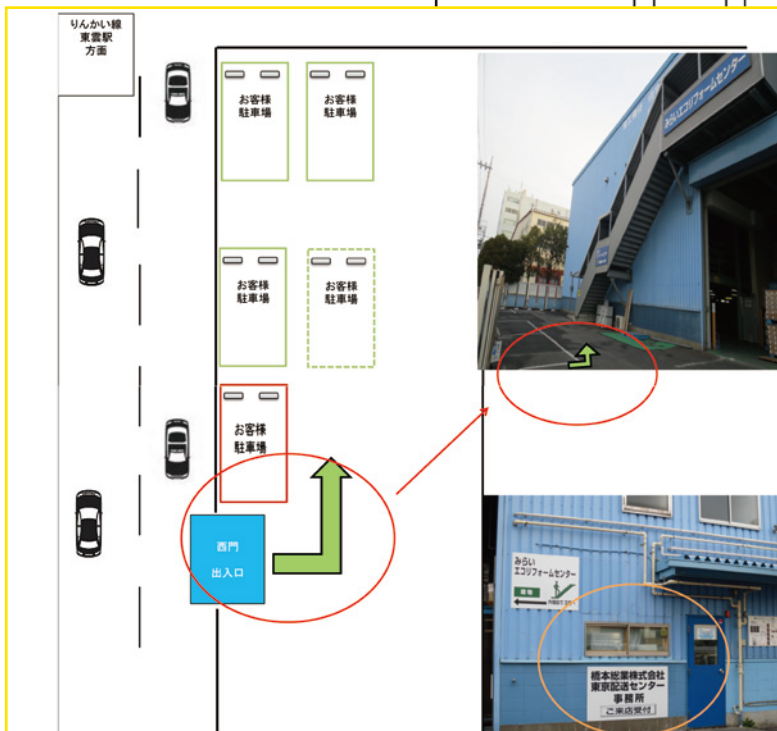 りんかい線
東雲駅
方面
お客様
駐車場
お客様
駐車場
みらいエコリフォームセンター
お客様
駐車場
お客様
駐車場
お客様
駐車場
西門
出入口
みらい
エコリフォームセンター
橋本総業株式会社
東京配送センター
事務所
ご来店受付